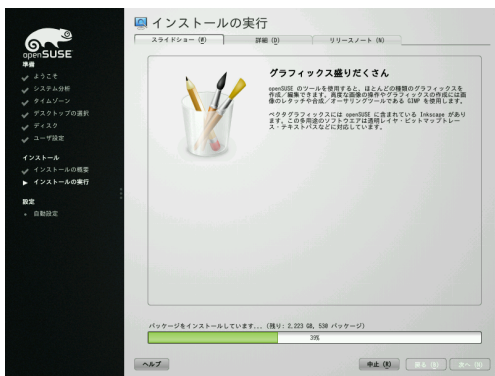 openSUSE
準備
ようこそ
システム分析
タイムゾーン
デスクトップの選択
ディスク
ユーザ設定
インストール
インストールの概要
インストールの実行
設定
自動設定
インストールの実行
スライドショー (W)
詳細 (D)
リリースノート (N)
グラフィックス盛りだくさん
openSUSE のツールを使用すると、ほとんどの種類のグラフィックスを
作成／編集できます。高度な画像の操作やグラフィックスの作成には画
像のレタッチや合成／オーサリングツールである GIMP を使用します。
ベクタグラフィックスには openSUSE に含まれている Inkscape があり
ます。この多用途のソフトウエアは透明レイヤ・ビットマップトレー
ス・テキストパスなどに対応しています。
パッケージをインストールしています... (残り: 2.223 GB, 530 パッケージ)
39%
ヘルプ
中止 (R)
戻る (B)
次へ (N)